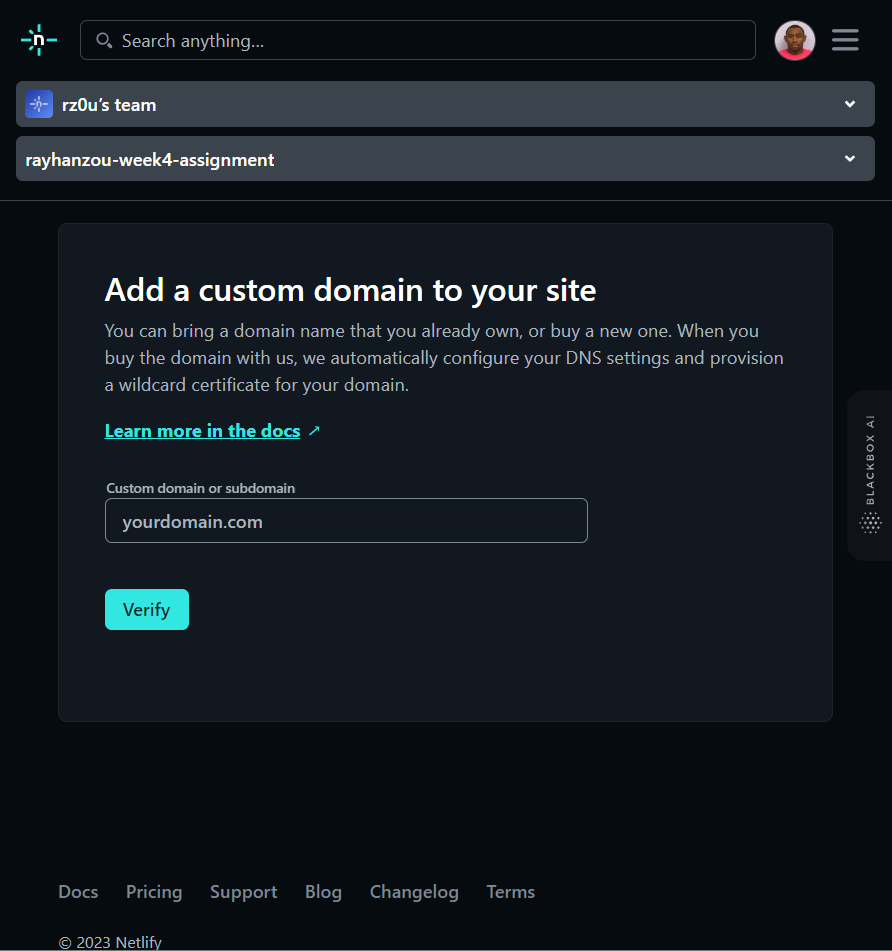 n
Search anything...
rz0u's team
rayhanzou-week4-assignment
Add a custom domain to your site
You can bring a domain name that you already own, or buy a new one. When you
buy the domain with us, we automatically configure your DNS settings and provision
a wildcard certificate for your domain.
Learn more in the docs ↗
Custom domain or subdomain
yourdomain.com
Verify
BLACKBOX AI
Docs Pricing Support Blog Changelog Terms
© 2023 Netlify